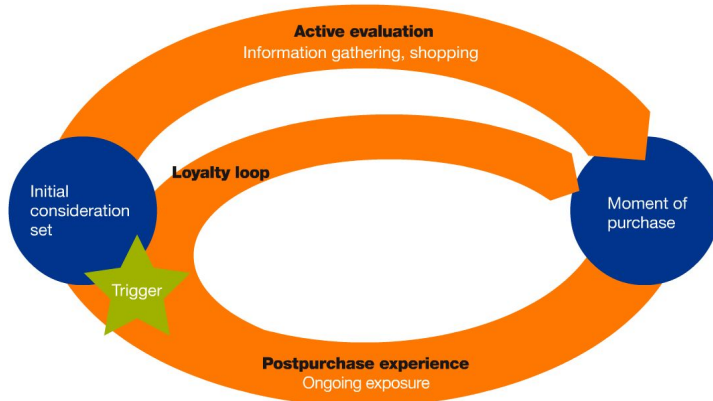 Active evaluation
Information gathering, shopping
Loyalty loop
Initial
consideration
set
Moment of
purchase
Trigger
Postpurchase experience
Ongoing exposure